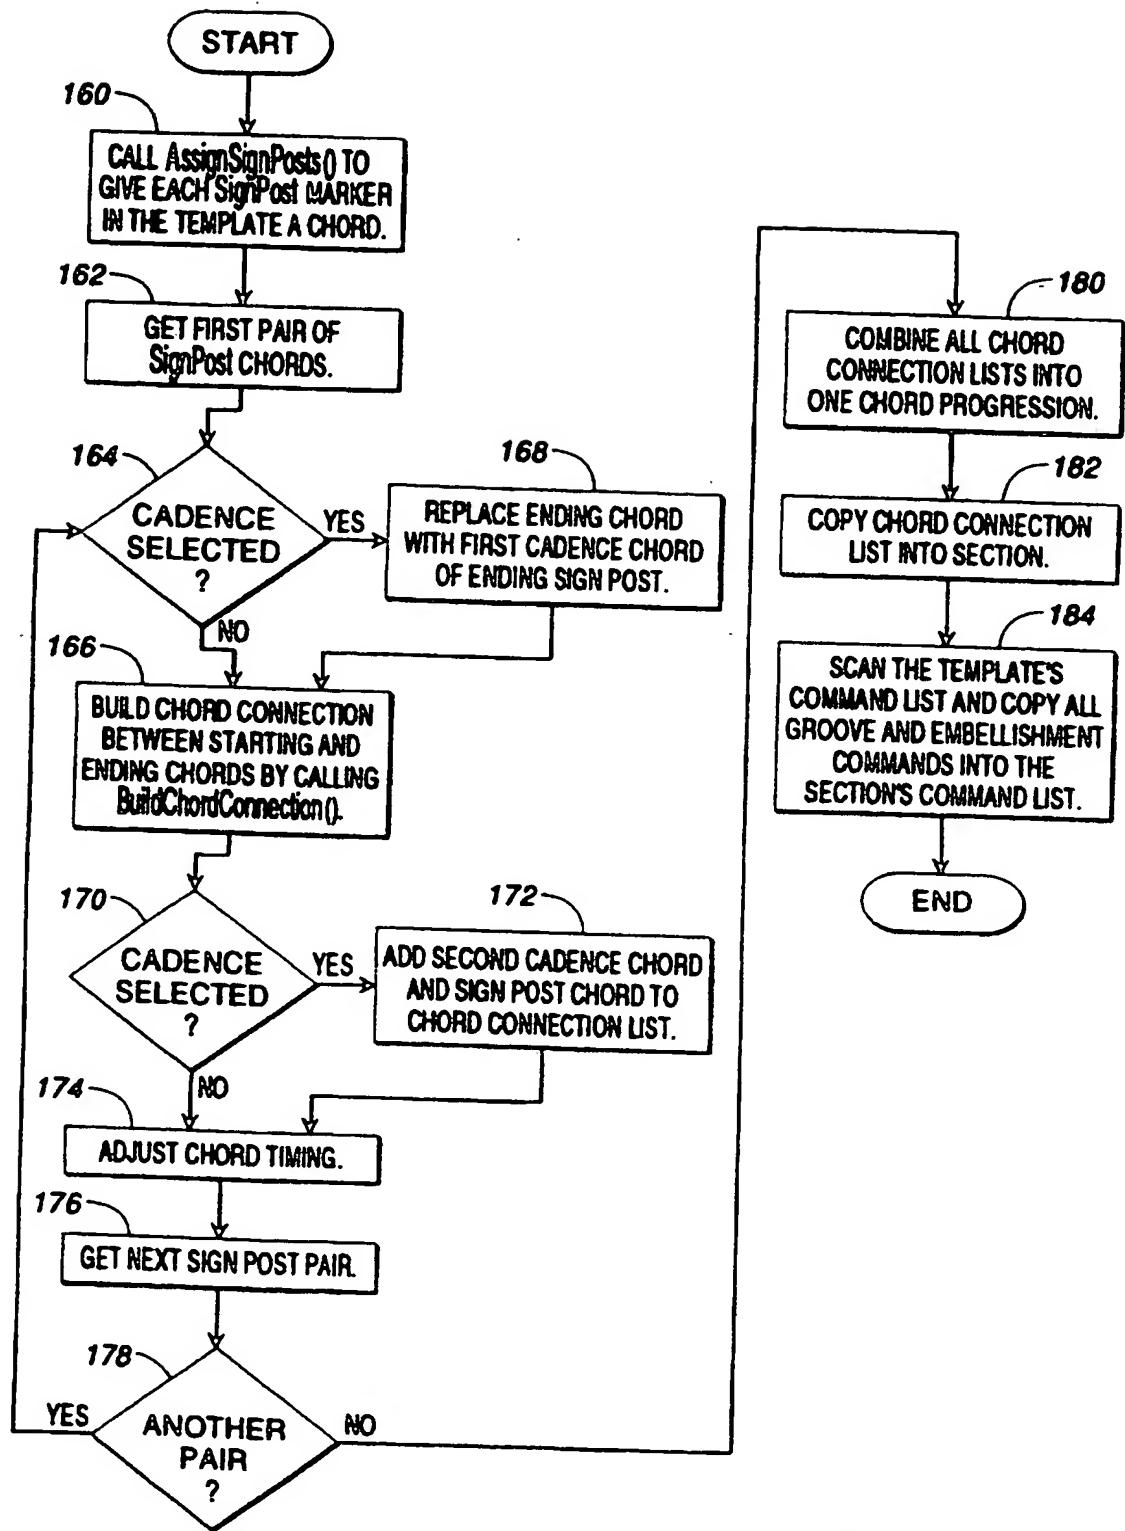 START
160
CALL AssignSignPosts() TO
GIVE EACH SignPost MARKER
IN THE TEMPLATE A CHORD.
162
GET FIRST PAIR OF
SignPost CHORDS.
164
CADENCE
SELECTED
?
YES
NO
168
REPLACE ENDING CHORD
WITH FIRST CADENCE CHORD
OF ENDING SIGN POST.
166
BUILD CHORD CONNECTION
BETWEEN STARTING AND
ENDING CHORDS BY CALLING
BuildChordConnection().
170
CADENCE
SELECTED
?
YES
NO
172
ADD SECOND CADENCE CHORD
AND SIGN POST CHORD TO
CHORD CONNECTION LIST.
174
ADJUST CHORD TIMING.
176
GET NEXT SIGN POST PAIR.
178
YES
ANOTHER
PAIR
?
NO
180
COMBINE ALL CHORD
CONNECTION LISTS INTO
ONE CHORD PROGRESSION.
182
COPY CHORD CONNECTION
LIST INTO SECTION.
184
SCAN THE TEMPLATE'S
COMMAND LIST AND COPY ALL
GROOVE AND EMBELLISHMENT
COMMANDS INTO THE
SECTION'S COMMAND LIST.
END